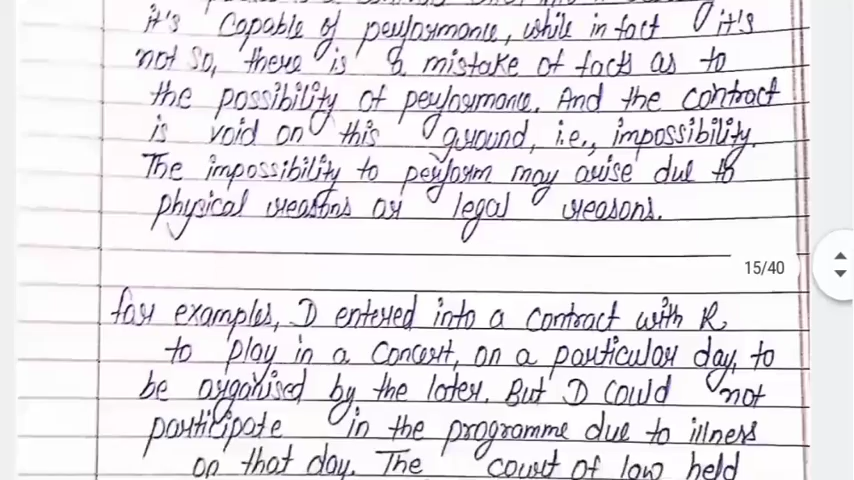 it's capable of performance, while in fact it's
not so, there is a mistake of facts as to
the possibility of performance. And the contract
is void on this ground, i.e., impossibility.
The impossibility to perform may arise due to
physical reasons or legal reasons.
15/40
for examples, D entered into a contract with R,
to play in a concert, on a particular day, to
be organised by the later. But D could not
participate in the programme due to illness
on that day. The court of law held